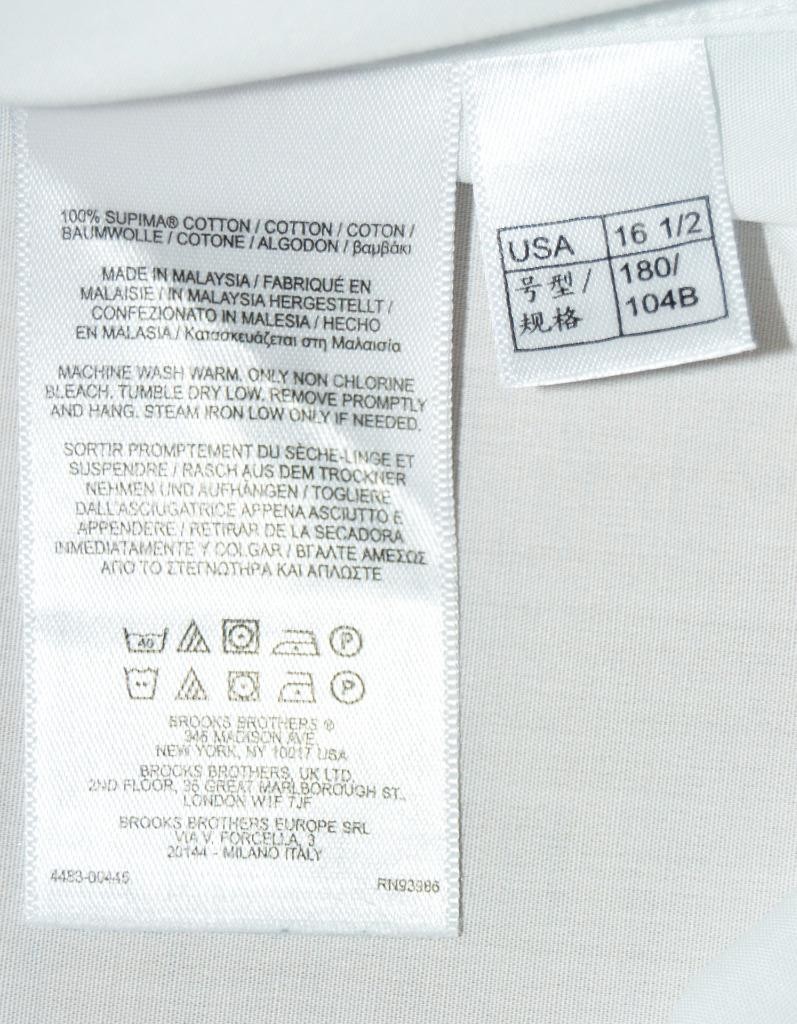 100% SUPIMA® COTTON / COTTON / COTON /
BAUMWOLLE / COTONE / ALGODON / βαμβάκι
MADE IN MALAYSIA / FABRIQUÉ EN
MALAISIE / IN MALAYSIA HERGESTELLT /
CONFEZIONATO IN MALESIA / HECHO
EN MALASIA / Κατασκευάζεται στη Μαλαισία
MACHINE WASH WARM. ONLY NON CHLORINE
BLEACH. TUMBLE DRY LOW. REMOVE PROMPTLY
AND HANG. STEAM IRON LOW ONLY IF NEEDED.
SORTIR PROMPTEMENT DU SÈCHE-LINGE ET
SUSPENDRE / RASCH AUS DEM TROCKNER
NEHMEN UND AUFHÄNGEN / TOGLIERE
DALL'ASCIUGATRICE APPENA ASCIUTTO E
APPENDERE / RETIRAR DE LA SECADORA
INMEDIATAMENTE Y COLGAR / ΒΓΑΛΤΕ ΑΜΕΣΩΣ
ΑΠΟ ΤΟ ΣΤΕΓΝΩΤΗΡΑ ΚΑΙ ΑΠΛΩΣΤΕ
40 P
P
BROOKS BROTHERS ®
346 MADISON AVE
NEW YORK, NY 10017 USA
BROOKS BROTHERS, UK LTD.
2ND FLOOR, 36 GREAT MARLBOROUGH ST.,
LONDON W1F 7JF
BROOKS BROTHERS EUROPE SRL
VIA V. FORCELLA, 3
20144 - MILANO ITALY
4483-00445 RN93986
USA 16 1/2
号型/ 180/
规格 104B